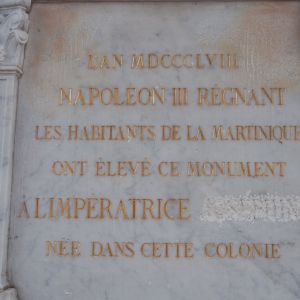 L'AN MDCCCLVIII
NAPOLÉON III RÉGNANT
LES HABITANTS DE LA MARTINIQUE
ONT ÉLEVÉ CE MONUMENT
À L'IMPÉRATRICE
NÉE DANS CETTE COLONIE